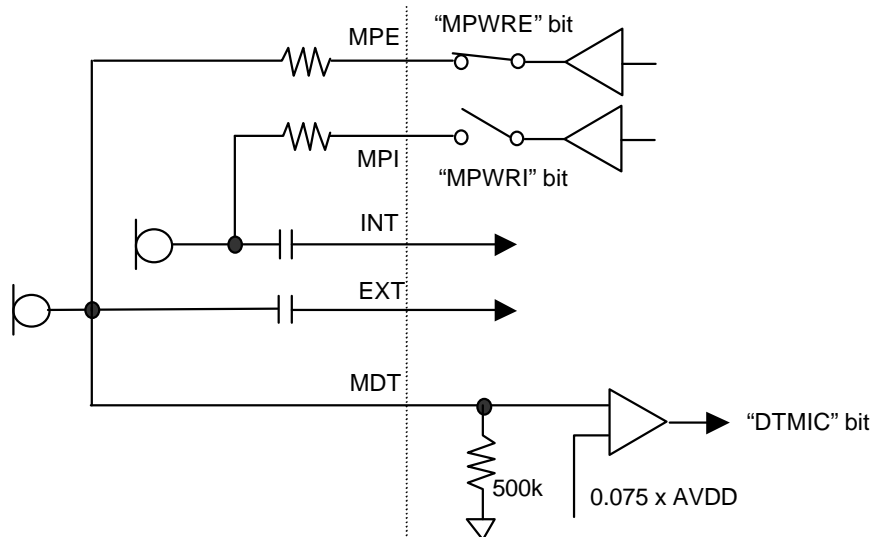 MPE
“MPWRE” bit
MPI
“MPWRI” bit
INT
EXT
MDT
“DTMIC” bit
500k
0.075 x AVDD